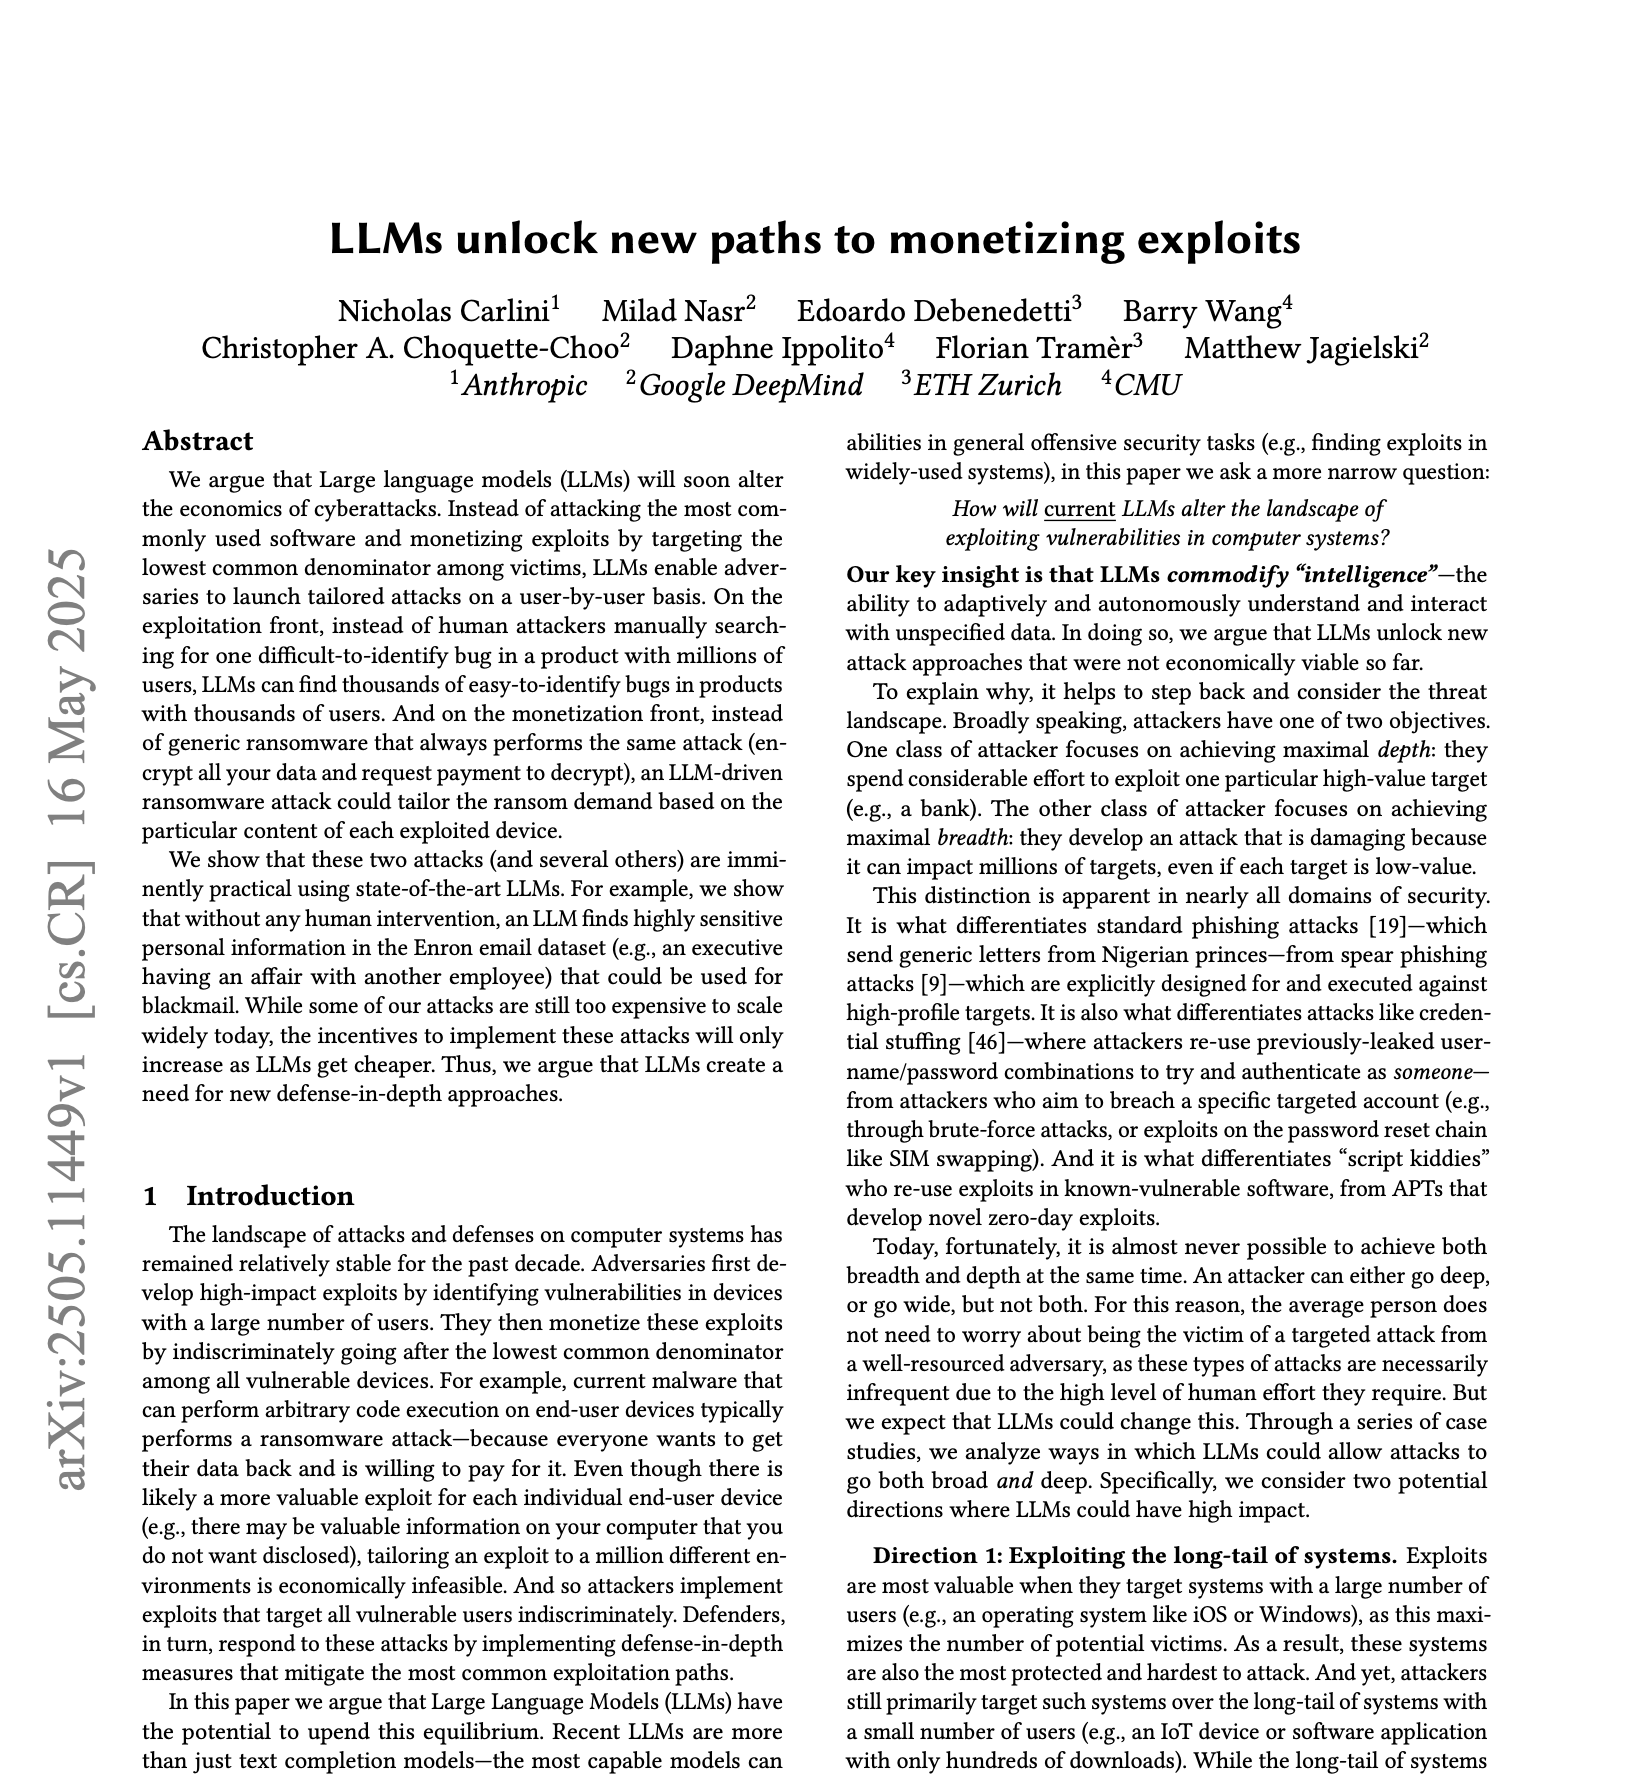 LLMs unlock new paths to monetizing exploits
Nicholas Carlini1 Milad Nasr2 Edoardo Debenedetti3 Barry Wang4
Christopher A. Choquette-Choo2 Daphne Ippolito4 Florian Tramèr3 Matthew Jagielski2
1Anthropic 2Google DeepMind 3ETH Zurich 4CMU
arXiv:2505.11449v1 [cs.CR] 16 May 2025
Abstract
We argue that Large language models (LLMs) will soon alter
the economics of cyberattacks. Instead of attacking the most com-
monly used software and monetizing exploits by targeting the
lowest common denominator among victims, LLMs enable adver-
saries to launch tailored attacks on a user-by-user basis. On the
exploitation front, instead of human attackers manually search-
ing for one difficult-to-identify bug in a product with millions of
users, LLMs can find thousands of easy-to-identify bugs in products
with thousands of users. And on the monetization front, instead
of generic ransomware that always performs the same attack (en-
crypt all your data and request payment to decrypt), an LLM-driven
ransomware attack could tailor the ransom demand based on the
particular content of each exploited device.
We show that these two attacks (and several others) are immi-
nently practical using state-of-the-art LLMs. For example, we show
that without any human intervention, an LLM finds highly sensitive
personal information in the Enron email dataset (e.g., an executive
having an affair with another employee) that could be used for
blackmail. While some of our attacks are still too expensive to scale
widely today, the incentives to implement these attacks will only
increase as LLMs get cheaper. Thus, we argue that LLMs create a
need for new defense-in-depth approaches.
1 Introduction
The landscape of attacks and defenses on computer systems has
remained relatively stable for the past decade. Adversaries first de-
velop high-impact exploits by identifying vulnerabilities in devices
with a large number of users. They then monetize these exploits
by indiscriminately going after the lowest common denominator
among all vulnerable devices. For example, current malware that
can perform arbitrary code execution on end-user devices typically
performs a ransomware attack—because everyone wants to get
their data back and is willing to pay for it. Even though there is
likely a more valuable exploit for each individual end-user device
(e.g., there may be valuable information on your computer that you
do not want disclosed), tailoring an exploit to a million different en-
vironments is economically infeasible. And so attackers implement
exploits that target all vulnerable users indiscriminately. Defenders,
in turn, respond to these attacks by implementing defense-in-depth
measures that mitigate the most common exploitation paths.
In this paper we argue that Large Language Models (LLMs) have
the potential to upend this equilibrium. Recent LLMs are more
than just text completion models—the most capable models can
abilities in general offensive security tasks (e.g., finding exploits in
widely-used systems), in this paper we ask a more narrow question:
How will current LLMs alter the landscape of
exploiting vulnerabilities in computer systems?
Our key insight is that LLMs commodify “intelligence”—the
ability to adaptively and autonomously understand and interact
with unspecified data. In doing so, we argue that LLMs unlock new
attack approaches that were not economically viable so far.
To explain why, it helps to step back and consider the threat
landscape. Broadly speaking, attackers have one of two objectives.
One class of attacker focuses on achieving maximal depth: they
spend considerable effort to exploit one particular high-value target
(e.g., a bank). The other class of attacker focuses on achieving
maximal breadth: they develop an attack that is damaging because
it can impact millions of targets, even if each target is low-value.
This distinction is apparent in nearly all domains of security.
It is what differentiates standard phishing attacks [19]—which
send generic letters from Nigerian princes—from spear phishing
attacks [9]—which are explicitly designed for and executed against
high-profile targets. It is also what differentiates attacks like creden-
tial stuffing [46]—where attackers re-use previously-leaked user-
name/password combinations to try and authenticate as someone—
from attackers who aim to breach a specific targeted account (e.g.,
through brute-force attacks, or exploits on the password reset chain
like SIM swapping). And it is what differentiates “script kiddies”
who re-use exploits in known-vulnerable software, from APTs that
develop novel zero-day exploits.
Today, fortunately, it is almost never possible to achieve both
breadth and depth at the same time. An attacker can either go deep,
or go wide, but not both. For this reason, the average person does
not need to worry about being the victim of a targeted attack from
a well-resourced adversary, as these types of attacks are necessarily
infrequent due to the high level of human effort they require. But
we expect that LLMs could change this. Through a series of case
studies, we analyze ways in which LLMs could allow attacks to
go both broad and deep. Specifically, we consider two potential
directions where LLMs could have high impact.
Direction 1: Exploiting the long-tail of systems. Exploits
are most valuable when they target systems with a large number of
users (e.g., an operating system like iOS or Windows), as this maxi-
mizes the number of potential victims. As a result, these systems
are also the most protected and hardest to attack. And yet, attackers
still primarily target such systems over the long-tail of systems with
a small number of users (e.g., an IoT device or software application
with only hundreds of downloads). While the long-tail of systems